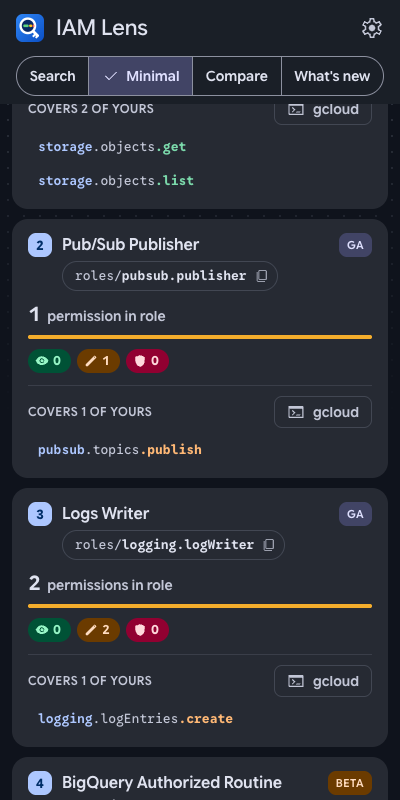 IAM Lens
Search
Minimal
Compare
What's new
COVERS 2 OF YOURS
gcloud
storage.objects.get
storage.objects.list
2
Pub/Sub Publisher
GA
roles/pubsub.publisher
1 permission in role
0
1
0
COVERS 1 OF YOURS
gcloud
pubsub.topics.publish
3
Logs Writer
GA
roles/logging.logWriter
2 permissions in role
0
2
0
COVERS 1 OF YOURS
gcloud
logging.logEntries.create
4
BigQuery Authorized Routine
BETA